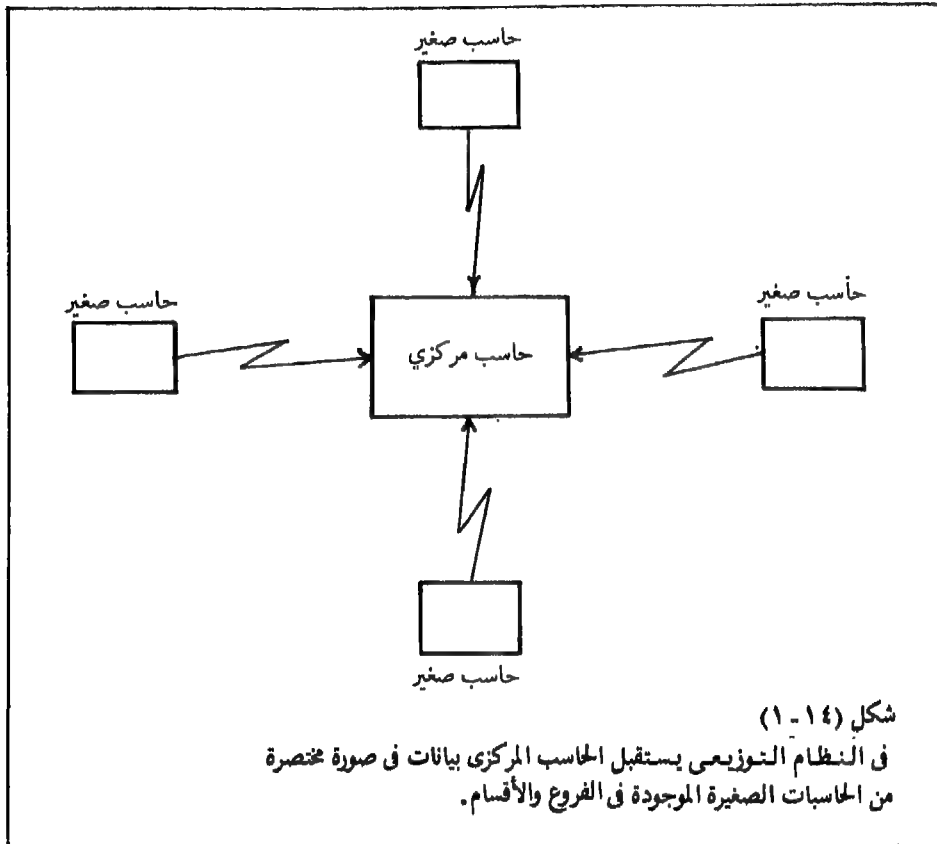 حاسب صغير
حاسب صغير
حاسب صغير
حاسب مركزي
حاسب صغير
شكل (١٤ - ١)
فى النظام التوزيعى يستقبل الحاسب المركزى بيانات فى صورة مختصرة
من الحاسبات الصغيرة الموجودة فى الفروع والأقسام.